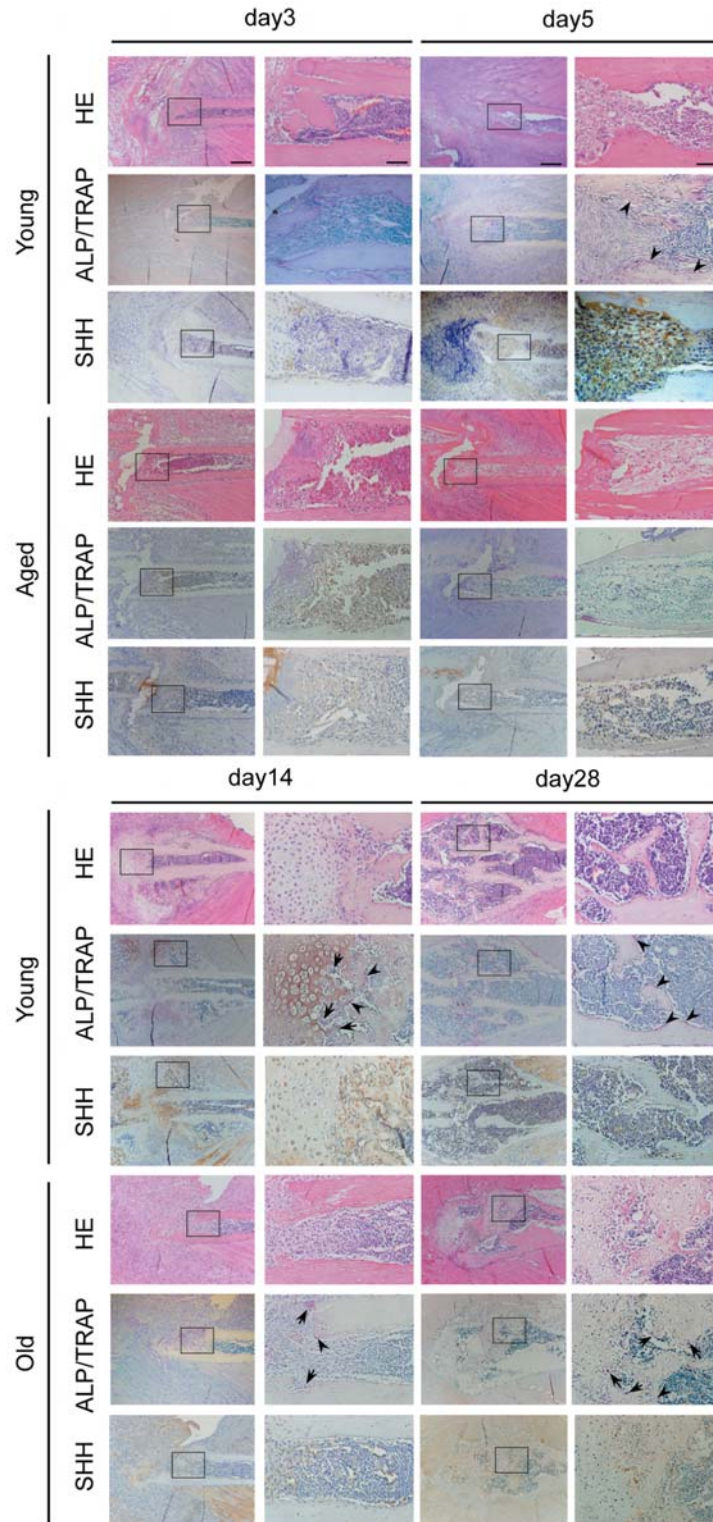 day3 day5
Young
HE
ALP/TRAP
SHH
Aged
HE
ALP/TRAP
SHH
day14 day28
Young
HE
ALP/TRAP
SHH
Old
HE
ALP/TRAP
SHH